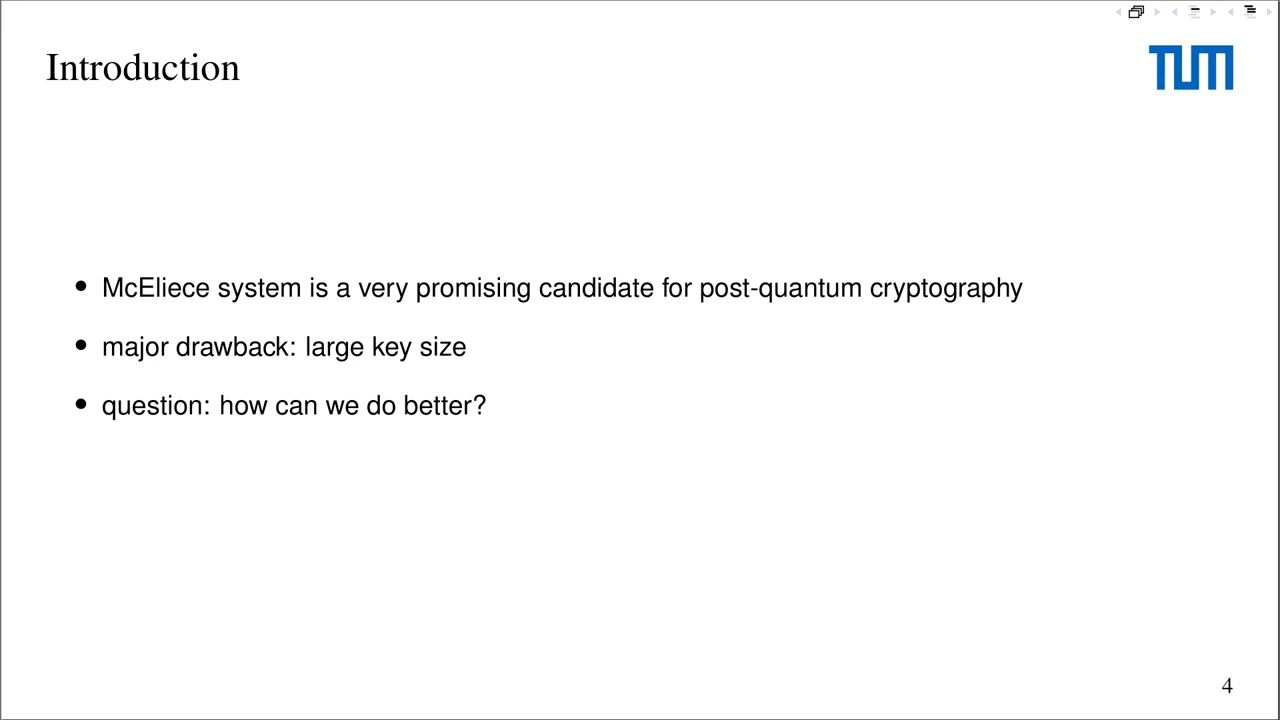 Introduction
TUM
• McEliece system is a very promising candidate for post-quantum cryptography
• major drawback: large key size
• question: how can we do better?
4